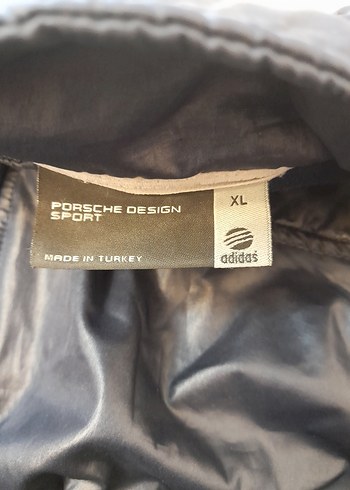 PORSCHE DESIGN
SPORT
XL
adidas
MADE IN TURKEY